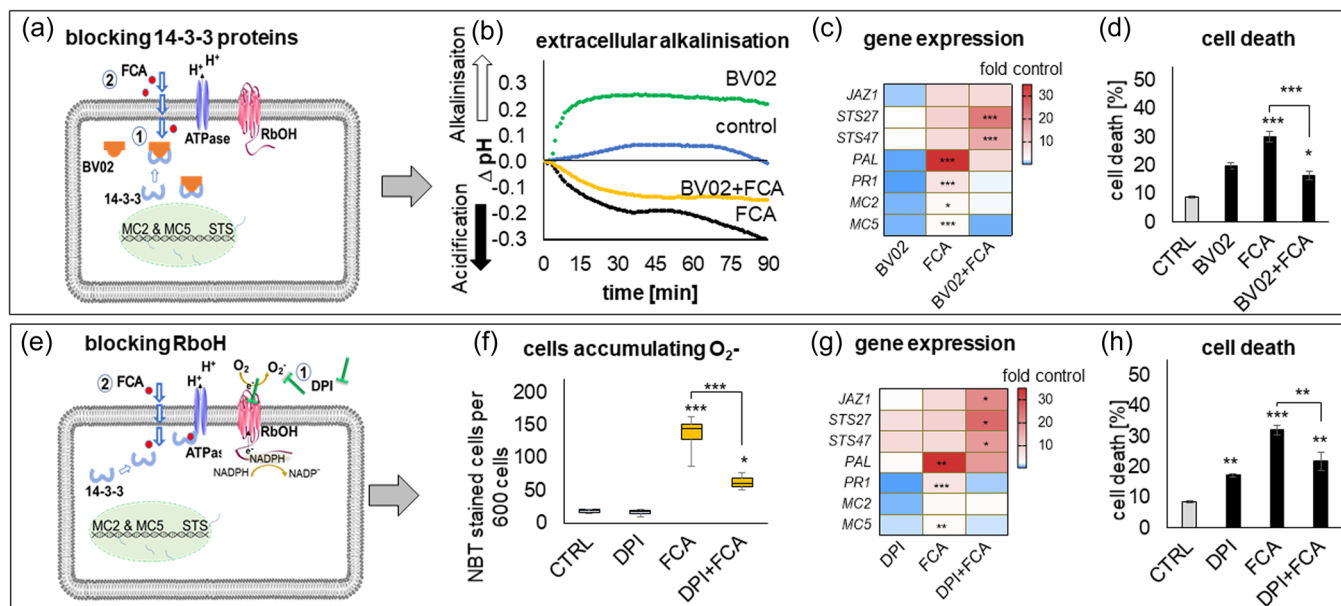 (a)
blocking 14-3-3 proteins
② FCA
H⁺
H⁺
①
ATPase
RbOH
BV02
14-3-3
MC2 & MC5 STS
(b)
extracellular alkalinisation
Alkalinisaiton
Acidification
Δ pH
0.3
0.2
0.1
0.0
-0.1
-0.2
-0.3
BV02
control
BV02+FCA
FCA
0 15 30 45 60 75 90
time [min]
(c)
gene expression
fold control
30
20
10
JAZ1
STS27 ***
STS47 ***
PAL ***
PR1 ***
MC2 *
MC5 ***
BV02 FCA BV02+FCA
(d)
cell death
cell death [%]
50
40
30
20
10
0
***
***
*
CTRL BV02 FCA BV02+FCA
(e)
blocking RboH
② FCA
H⁺
H⁺
O₂ e⁻ O₂⁻ ① DPI
RbOH
ATPas
e⁻
NADPH
NADPH NADP⁻
14-3-3
MC2 & MC5 STS
(f)
cells accumulating O₂-
NBT stained cells per
600 cells
200
150
100
50
0
***
***
*
CTRL DPI FCA DPI+FCA
(g)
gene expression
fold control
30
20
10
JAZ1 *
STS27 *
STS47 *
PAL **
PR1 ***
MC2
MC5 **
DPI FCA DPI+FCA
(h)
cell death
cell death [%]
50
40
30
20
10
0
**
**
***
**
CTRL DPI FCA DPI+FCA